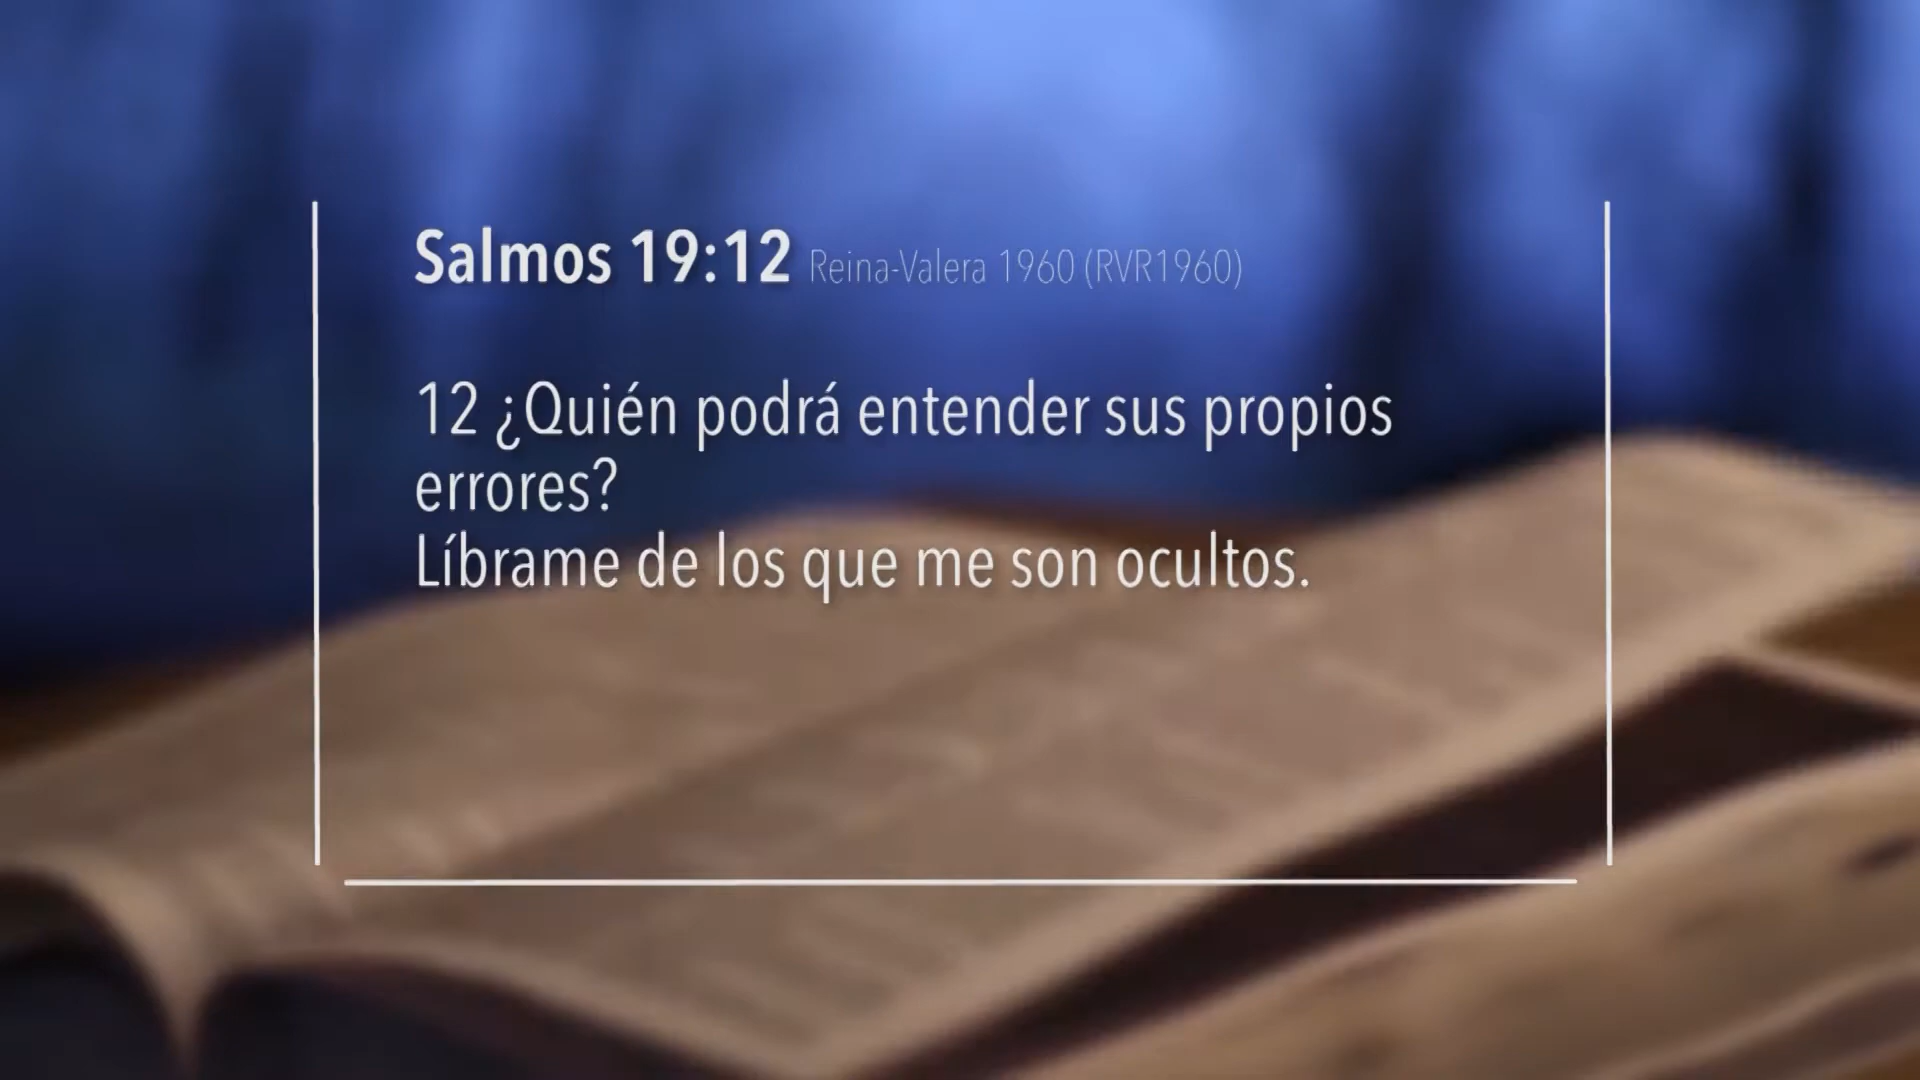 Salmos 19:12 Reina-Valera 1960 (RVR1960)
12 ¿Quién podrá entender sus propios
errores?
Líbrame de los que me son ocultos.